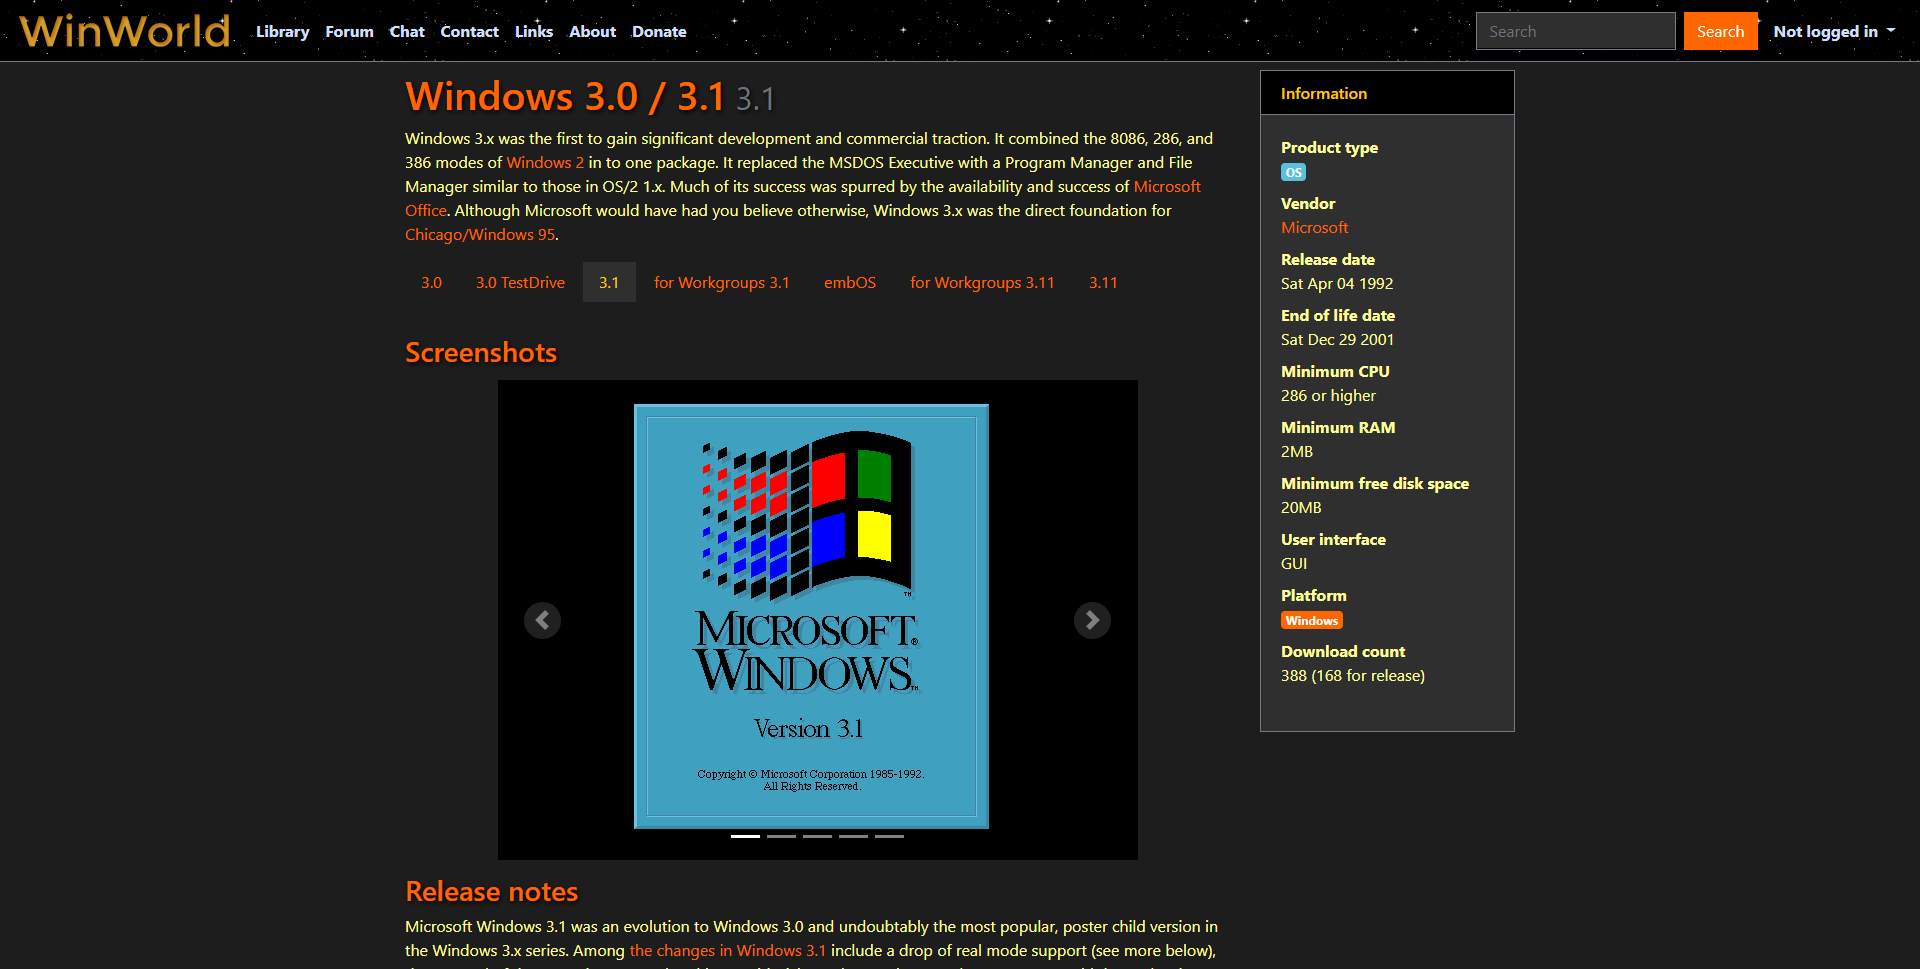 WinWorld
Library Forum Chat Contact Links About Donate
Search
Search
Not logged in
Windows 3.0 / 3.1 3.1
Windows 3.x was the first to gain significant development and commercial traction. It combined the 8086, 286, and
386 modes of Windows 2 in to one package. It replaced the MSDOS Executive with a Program Manager and File
Manager similar to those in OS/2 1.x. Much of its success was spurred by the availability and success of Microsoft
Office. Although Microsoft would have had you believe otherwise, Windows 3.x was the direct foundation for
Chicago/Windows 95.
3.0 3.0 TestDrive 3.1 for Workgroups 3.1 embOS for Workgroups 3.11 3.11
Screenshots
TM
MICROSOFT®
WINDOWS™
Version 3.1
Copyright © Microsoft Corporation 1985-1992.
All Rights Reserved.
Release notes
Microsoft Windows 3.1 was an evolution to Windows 3.0 and undoubtably the most popular, poster child version in
the Windows 3.x series. Among the changes in Windows 3.1 include a drop of real mode support (see more below),
Information
Product type
OS
Vendor
Microsoft
Release date
Sat Apr 04 1992
End of life date
Sat Dec 29 2001
Minimum CPU
286 or higher
Minimum RAM
2MB
Minimum free disk space
20MB
User interface
GUI
Platform
Windows
Download count
388 (168 for release)